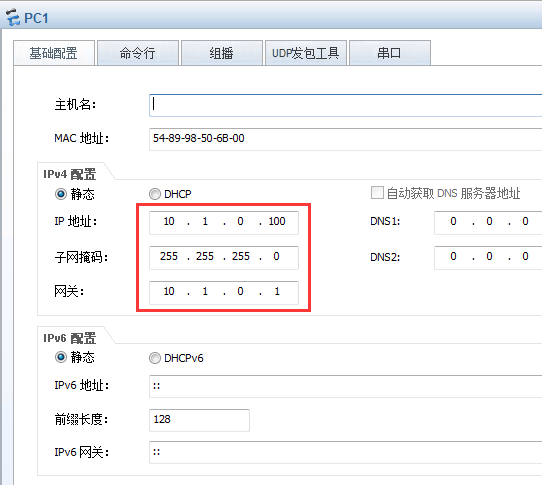 PC1
基础配置 命令行 组播 UDP发包工具 串口
主机名：
MAC 地址： 54-89-98-50-6B-00
IPv4 配置
静态 DHCP 自动获取 DNS 服务器地址
IP 地址： 10 . 1 . 0 . 100 DNS1: 0 . 0 . 0
子网掩码： 255 . 255 . 255 . 0 DNS2: 0 . 0 . 0
网关： 10 . 1 . 0 . 1
IPv6 配置
静态 DHCPv6
IPv6 地址： ::
前缀长度： 128
IPv6 网关： ::